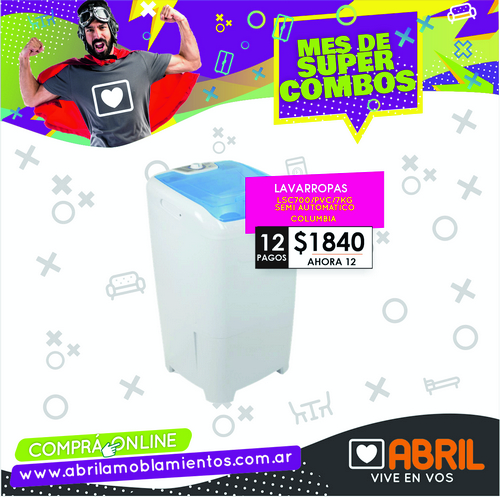 MES DE
SUPER
COMBOS
LAVARROPAS
LSC700/PVC/7KG
SEMI AUTOMATICO
COLUMBIA
12
PAGOS
$1840
AHORA 12
COMPRÁ ONLINE
www.abrilamoblamientos.com.ar
ABRIL
VIVE EN VOS